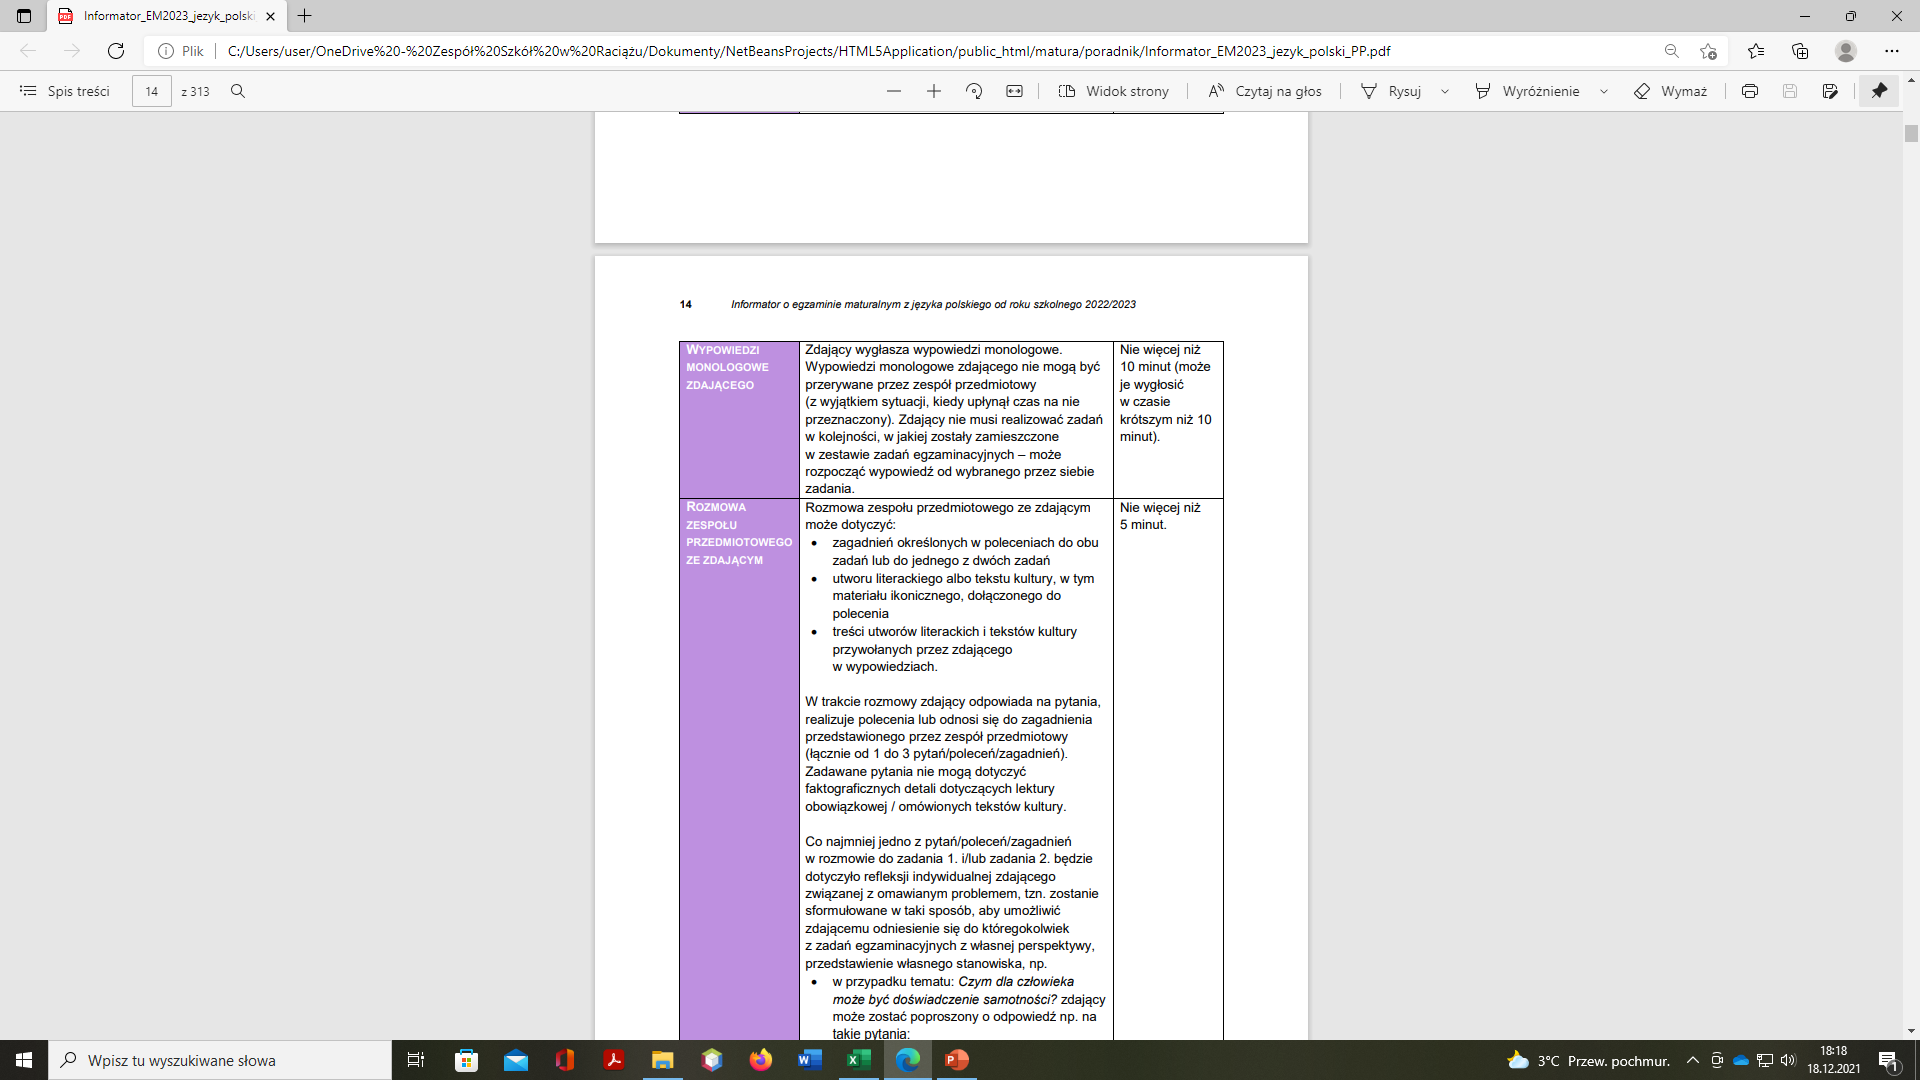 Informator_EM2023_jezyk_polski
Plik
C:/Users/user/OneDrive%20-%20Zespół%20Szkół%20w%20Raciążu/Dokumenty/NetBeansProjects/HTML5Application/public_html/matura/poradnik/Informator_EM2023_jezyk_polski_PP.pdf
Spis treści
14
z 313
Widok strony
Czytaj na głos
Rysuj
Wyróżnienie
Wymaż
14 Informator o egzaminie maturalnym z języka polskiego od roku szkolnego 2022/2023
WYPOWIEDZI
MONOLOGOWE
ZDAJĄCEGO
Zdający wygłasza wypowiedzi monologowe.
Wypowiedzi monologowe zdającego nie mogą być
przerywane przez zespół przedmiotowy
(z wyjątkiem sytuacji, kiedy upłynął czas na nie
przeznaczony). Zdający nie musi realizować zadań
w kolejności, w jakiej zostały zamieszczone
w zestawie zadań egzaminacyjnych – może
rozpocząć wypowiedź od wybranego przez siebie
zadania.
Nie więcej niż
10 minut (może
je wygłosić
w czasie
krótszym niż 10
minut).
ROZMOWA
ZESPOŁU
PRZEDMIOTOWEGO
ZE ZDAJĄCYM
Rozmowa zespołu przedmiotowego ze zdającym
może dotyczyć:
• zagadnień określonych w poleceniach do obu
zadań lub do jednego z dwóch zadań
• utworu literackiego albo tekstu kultury, w tym
materiału ikonicznego, dołączonego do
polecenia
• treści utworów literackich i tekstów kultury
przywołanych przez zdającego
w wypowiedziach.
W trakcie rozmowy zdający odpowiada na pytania,
realizuje polecenia lub odnosi się do zagadnienia
przedstawionego przez zespół przedmiotowy
(łącznie od 1 do 3 pytań/poleceń/zagadnień).
Zadawane pytania nie mogą dotyczyć
faktograficznych detali dotyczących lektury
obowiązkowej / omówionych tekstów kultury.
Co najmniej jedno z pytań/poleceń/zagadnień
w rozmowie do zadania 1. i/lub zadania 2. będzie
dotyczyło refleksji indywidualnej zdającego
związanej z omawianym problemem, tzn. zostanie
sformułowane w taki sposób, aby umożliwić
zdającemu odniesienie się do któregokolwiek
z zadań egzaminacyjnych z własnej perspektywy,
przedstawienie własnego stanowiska, np.
• w przypadku tematu: Czym dla człowieka
może być doświadczenie samotności? zdający
może zostać poproszony o odpowiedź np. na
takie pytania:
Nie więcej niż
5 minut.
Wpisz tu wyszukiwane słowa
3°C Przew. pochmur.
18:18
18.12.2021
1